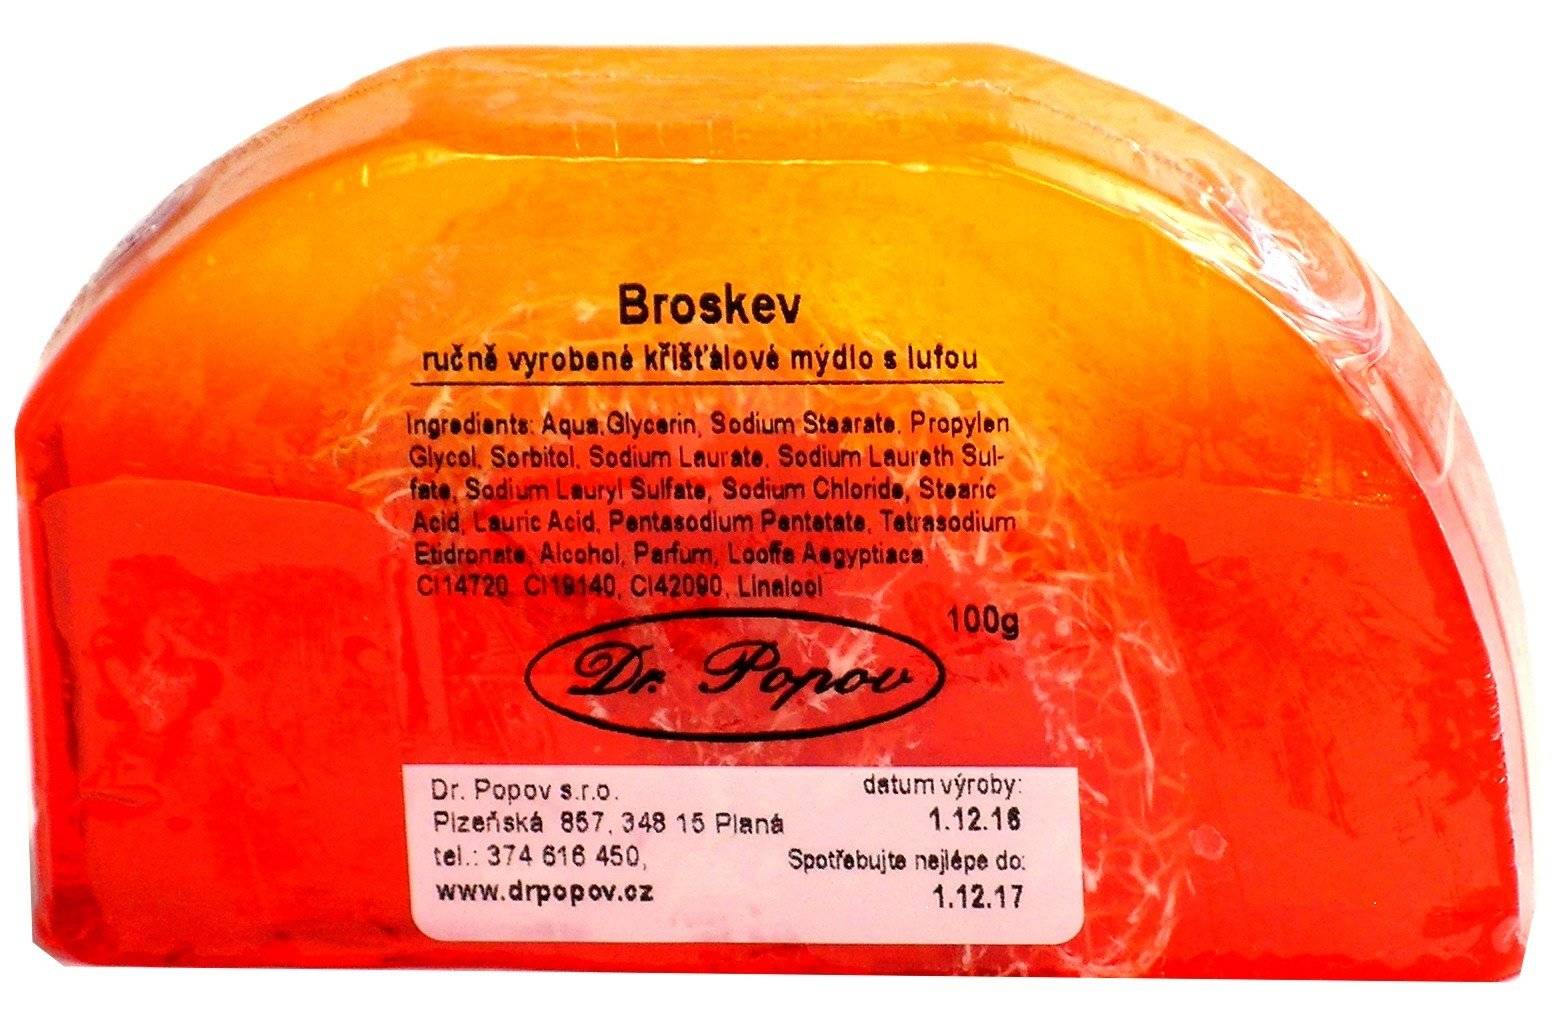 Broskev
ručně vyrobené křišťálové mýdlo s lufou
Ingredients: Aqua,Glycerin, Sodium Stearate, Propylen
Glycol, Sorbitol, Sodium Laurate, Sodium Laureth Sul-
fate, Sodium Lauryl Sulfate, Sodium Chloride, Stearic
Acid, Lauric Acid, Pentasodium Pentetate, Tetrasodium
Etidronate, Alcohol, Parfum, Looffa Aegyptiaca
CI14720, CI19140, CI42090, Linalool
100g
Dr. Popov
Dr. Popov s.r.o.
Plzeňská 857, 348 15 Planá
tel.: 374 616 450,
www.drpopov.cz
datum výroby:
1.12.16
Spotřebujte nejlépe do:
1.12.17